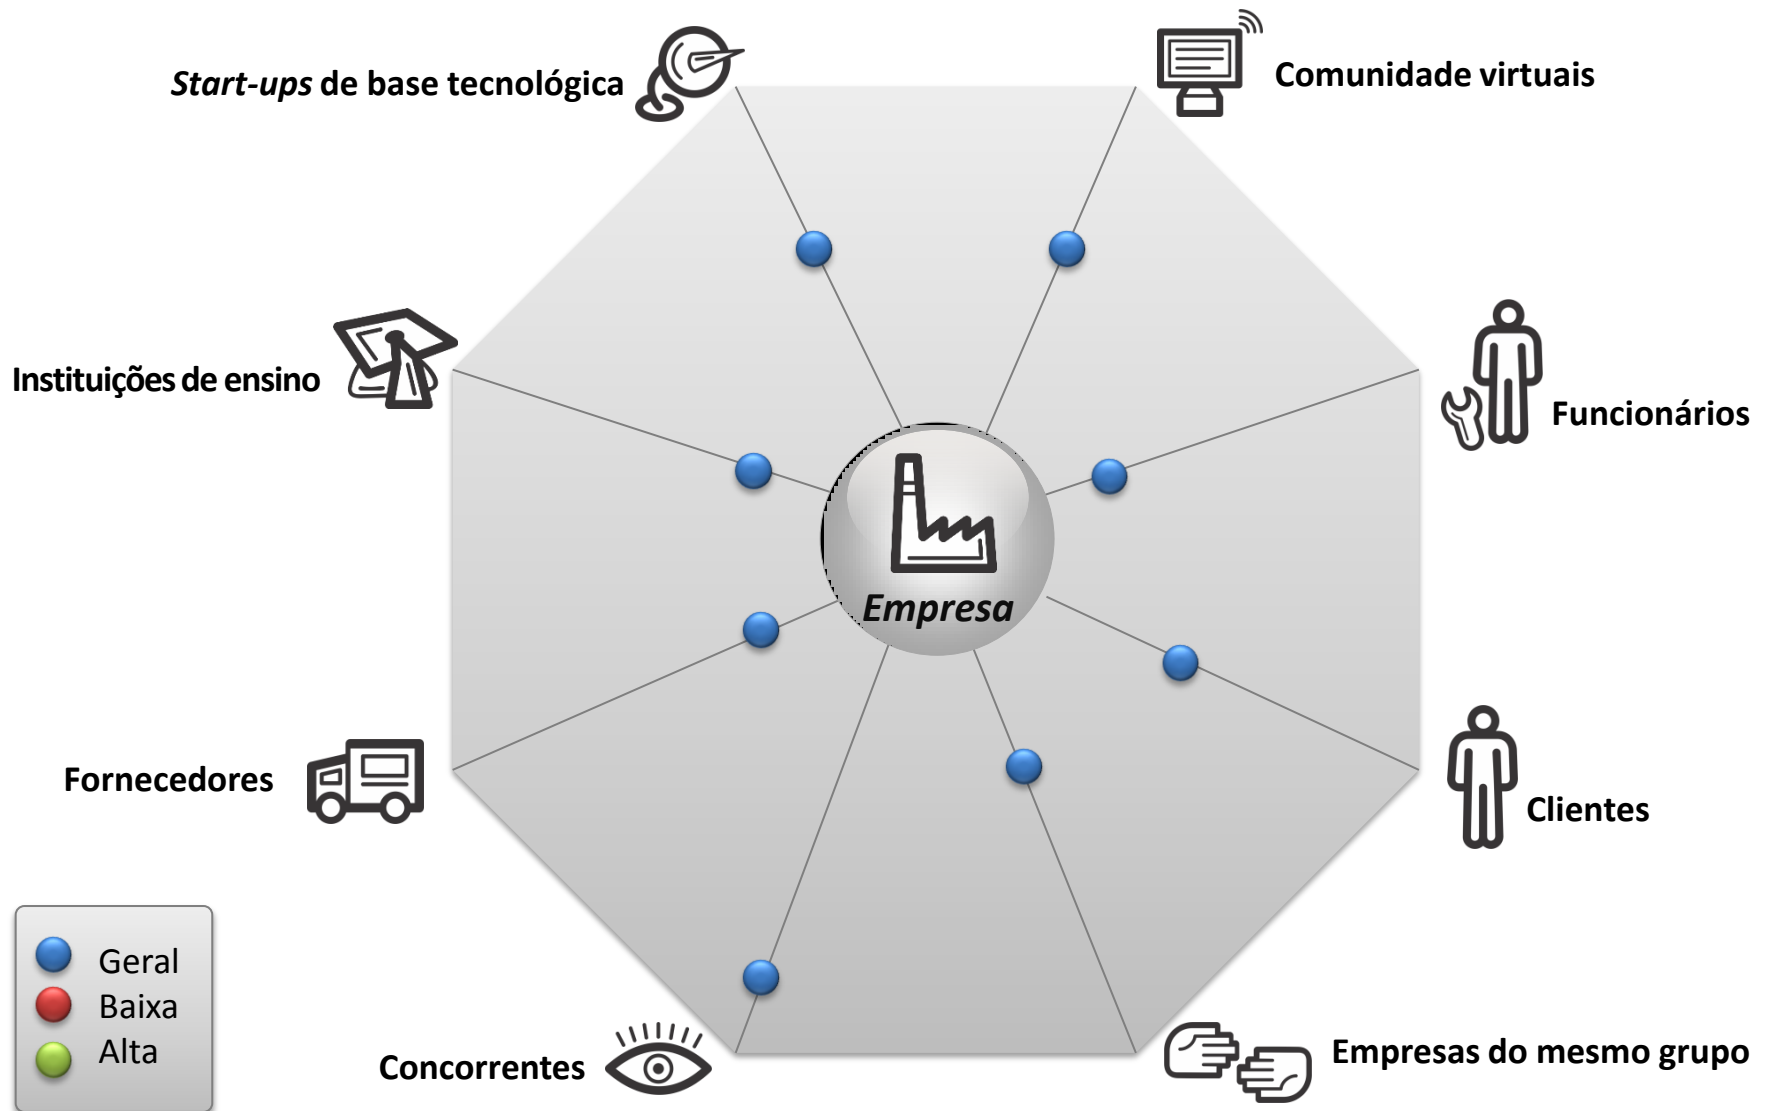 Start-ups de base tecnológica
Comunidade virtuais
Instituições de ensino
Funcionários
Empresa
Fornecedores
Clientes
Geral
Baixa
Alta
Concorrentes
Empresas do mesmo grupo